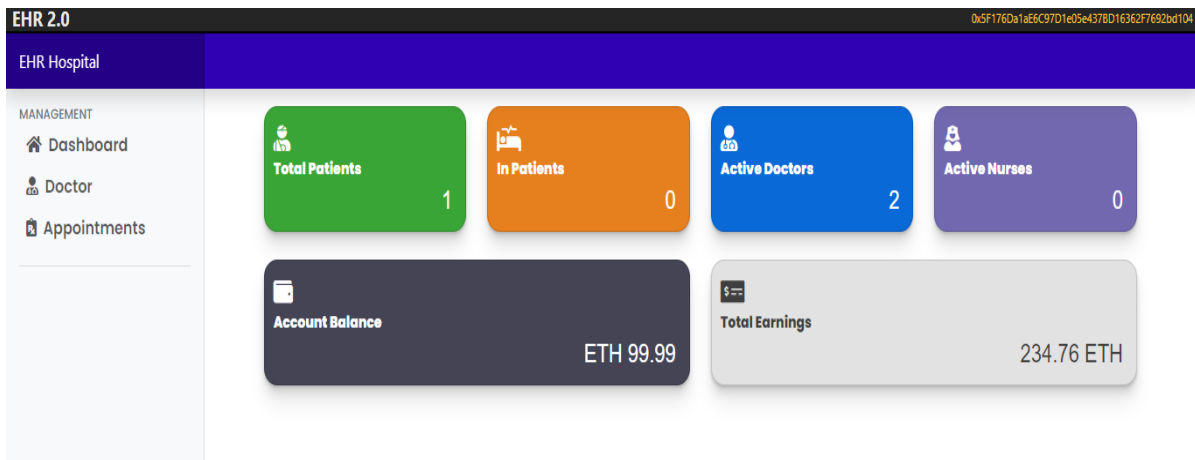 EHR 2.0
0x5F176Da1aE6C97D1e05e437BD16362F7692bd104
EHR Hospital
MANAGEMENT
Dashboard
Doctor
Appointments
Total Patients
1
In Patients
0
Active Doctors
2
Active Nurses
0
Account Balance
ETH 99.99
Total Earnings
234.76 ETH